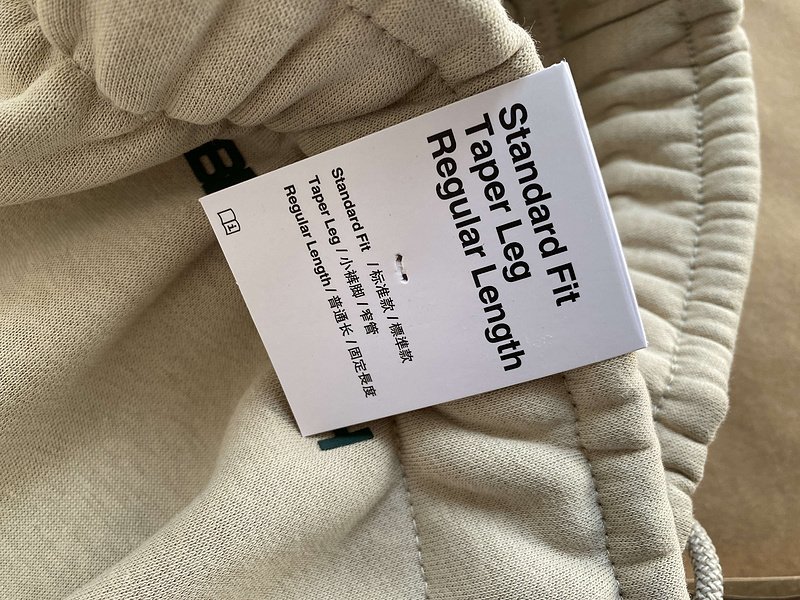 Standard Fit
Taper Leg
Regular Length
Standard Fit / 标准款 / 標準款
Taper Leg / 小裤脚 / 窄管
Regular Length / 普通长 / 固定長度